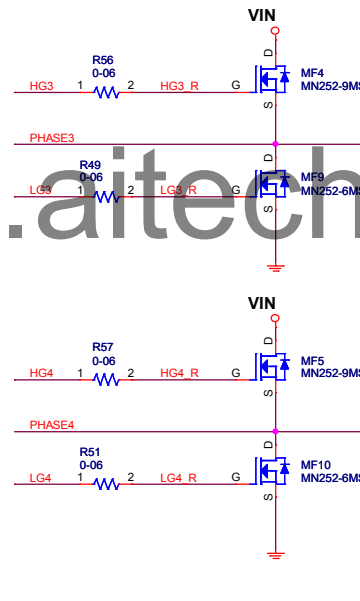 VIN
R56
0-06
D
MF4
MN252-9MS
HG3 1 2 HG3_R G
S
PHASE3
R49
0-06
D
MF9
MN252-6MS
LG3 1 2 LG3_R G
S
.aitech
VIN
R57
0-06
D
MF5
MN252-9MS
HG4 1 2 HG4_R G
S
PHASE4
R51
0-06
D
MF10
MN252-6MS
LG4 1 2 LG4_R G
S